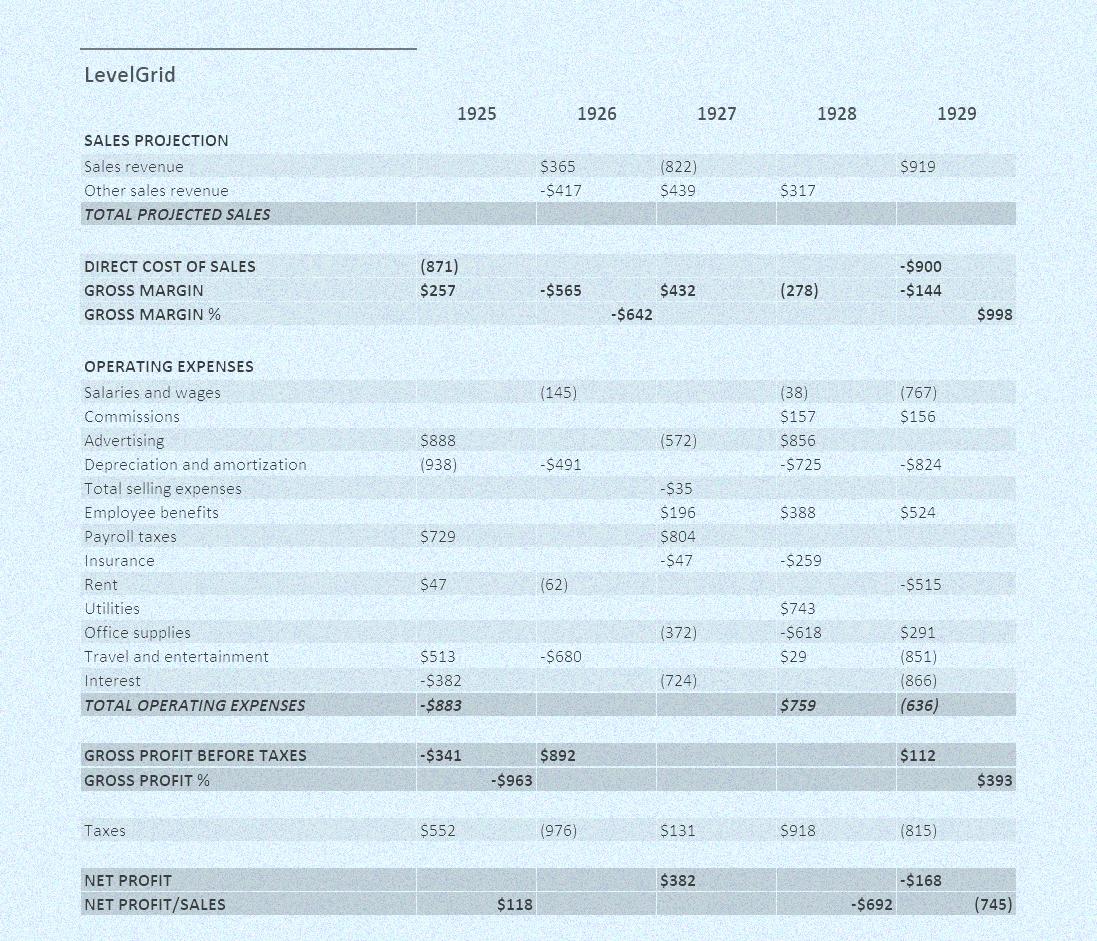 LevelGrid
1925 1926 1927 1928 1929
SALES PROJECTION
Sales revenue $365 (822) $919
Other sales revenue -$417 $439 $317
TOTAL PROJECTED SALES
DIRECT COST OF SALES (871) -$900
GROSS MARGIN $257 -$565 $432 (278) -$144
GROSS MARGIN % -$642 $998
OPERATING EXPENSES
Salaries and wages (145) (38) (767)
Commissions $157 $156
Advertising $888 (572) $856
Depreciation and amortization (938) -$491 -$725 -$824
Total selling expenses -$35
Employee benefits $196 $388 $524
Payroll taxes $729 $804
Insurance -$47 -$259
Rent $47 (62) -$515
Utilities $743
Office supplies (372) -$618 $291
Travel and entertainment $513 -$680 $29 (851)
Interest -$382 (724) (866)
TOTAL OPERATING EXPENSES -$883 $759 (636)
GROSS PROFIT BEFORE TAXES -$341 $892 $112
GROSS PROFIT % -$963 $393
Taxes $552 (976) $131 $918 (815)
NET PROFIT $382 -$168
NET PROFIT/SALES $118 -$692 (745)